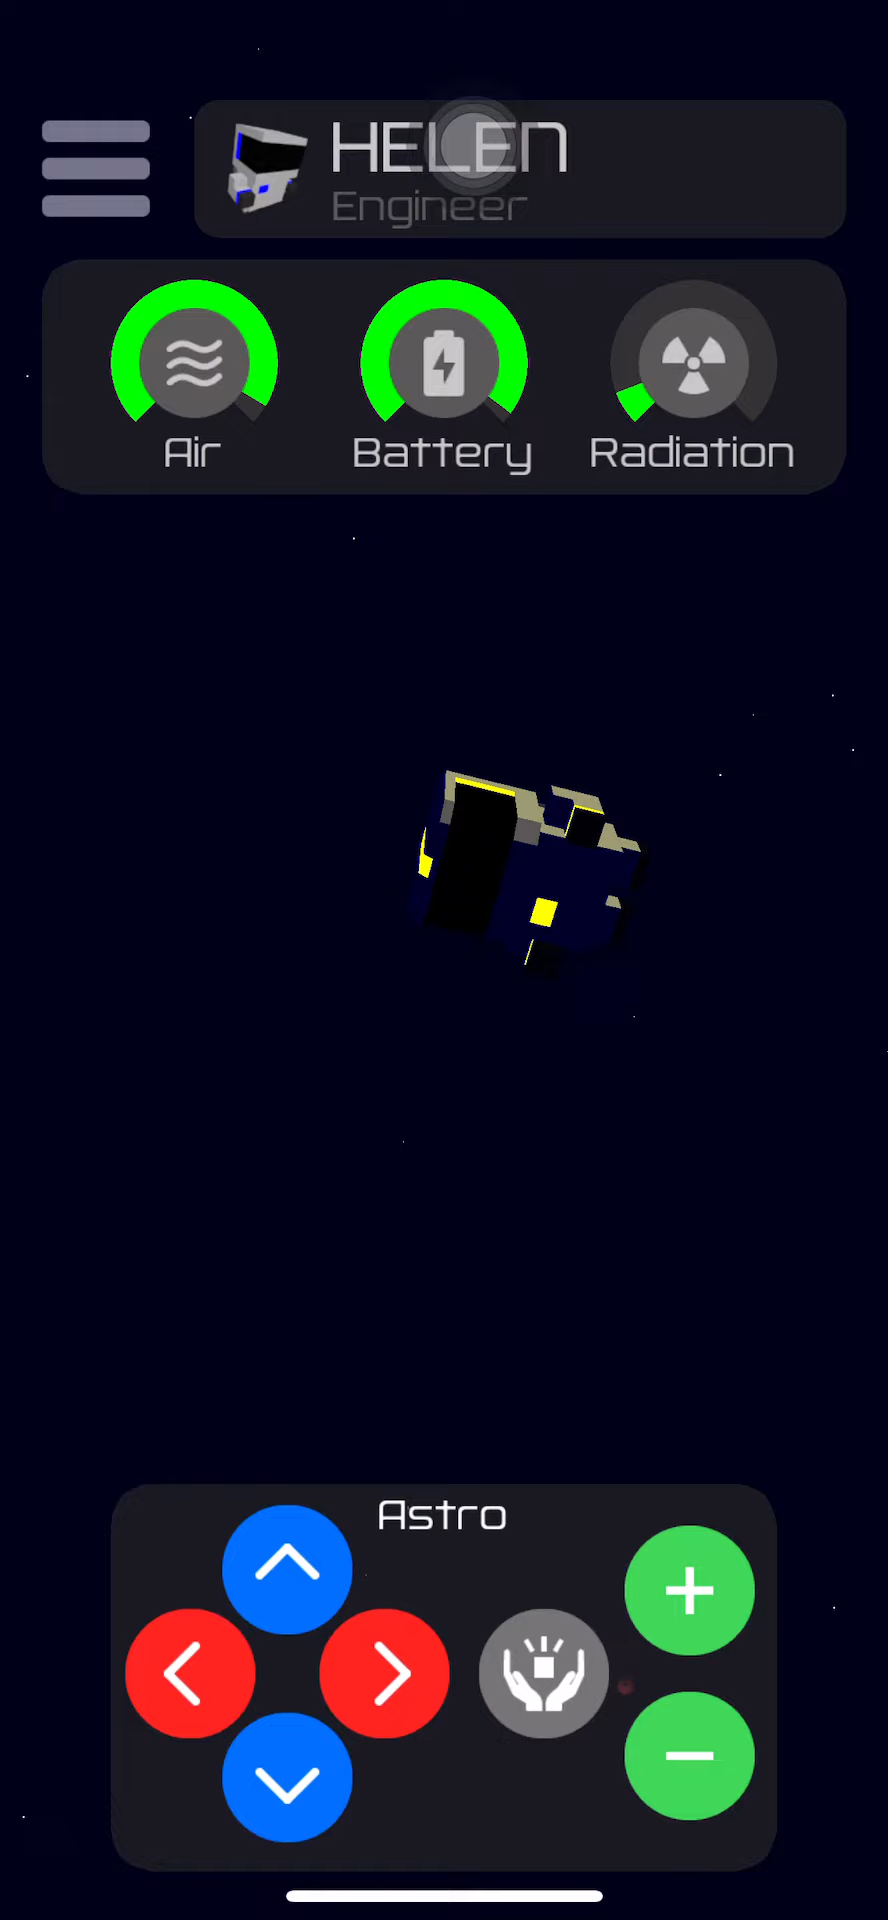 HELEN
Engineer
Air
Battery
Radiation
Astro